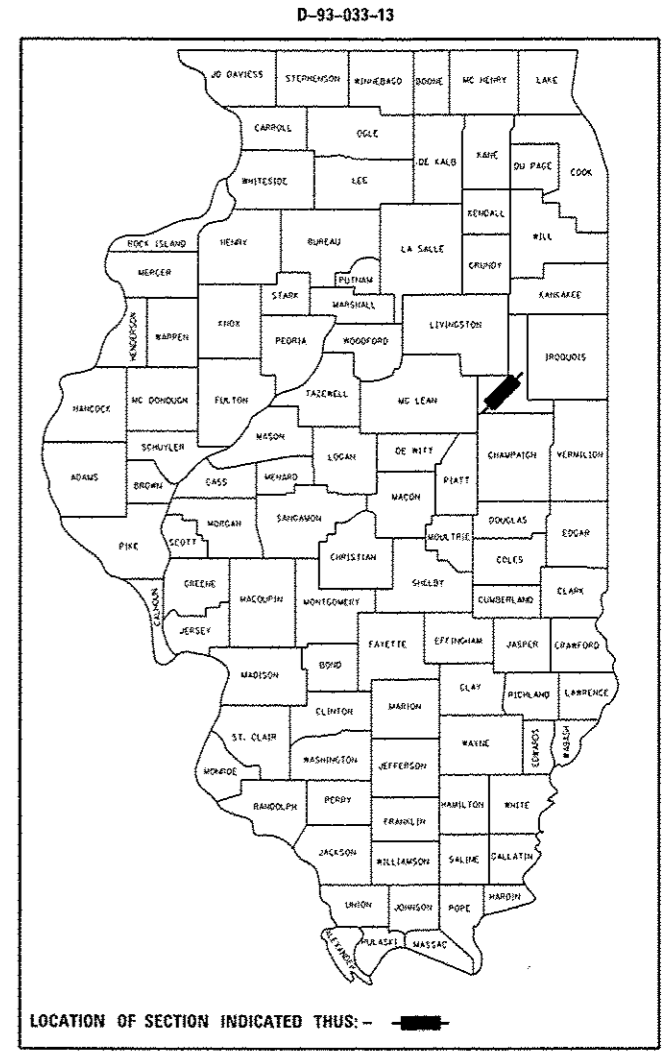 D-93-033-13
JO DAVIESS STEPHENSON WINNEBAGO BOONE MC HENRY LAKE
CARROLL OGLE DE KALB KANE DU PAGE COOK
WHITESIDE LEE KENDALL WILL
ROCK ISLAND HENRY BUREAU LA SALLE GRUNDY
MERCER PUTNAM KANKAKEE
STARK MARSHALL
HENDERSON WARREN KNOX PEORIA WOODFORD LIVINGSTON IROQUOIS
HANCOCK MC DONOUGH FULTON TAZEWELL MC LEAN
SCHUYLER MASON LOGAN DE WITT CHAMPAIGN VERMILION
ADAMS BROWN CASS MENARD MACON PIATT
PIKE SCOTT MORGAN SANGAMON CHRISTIAN MOULTRIE DOUGLAS EDGAR
COLES
CALHOUN GREENE MACOUPIN MONTGOMERY SHELBY CUMBERLAND CLARK
JERSEY FAYETTE EFFINGHAM JASPER CRAWFORD
MADISON BOND CLAY RICHLAND LAWRENCE
CLINTON MARION
ST. CLAIR WASHINGTON JEFFERSON WAYNE EDWARDS WABASH
MONROE
RANDOLPH PERRY FRANKLIN HAMILTON WHITE
JACKSON WILLIAMSON SALINE GALLATIN
UNION JOHNSON POPE HARDIN
ALEXANDER PULASKI MASSAC
LOCATION OF SECTION INDICATED THUS: -